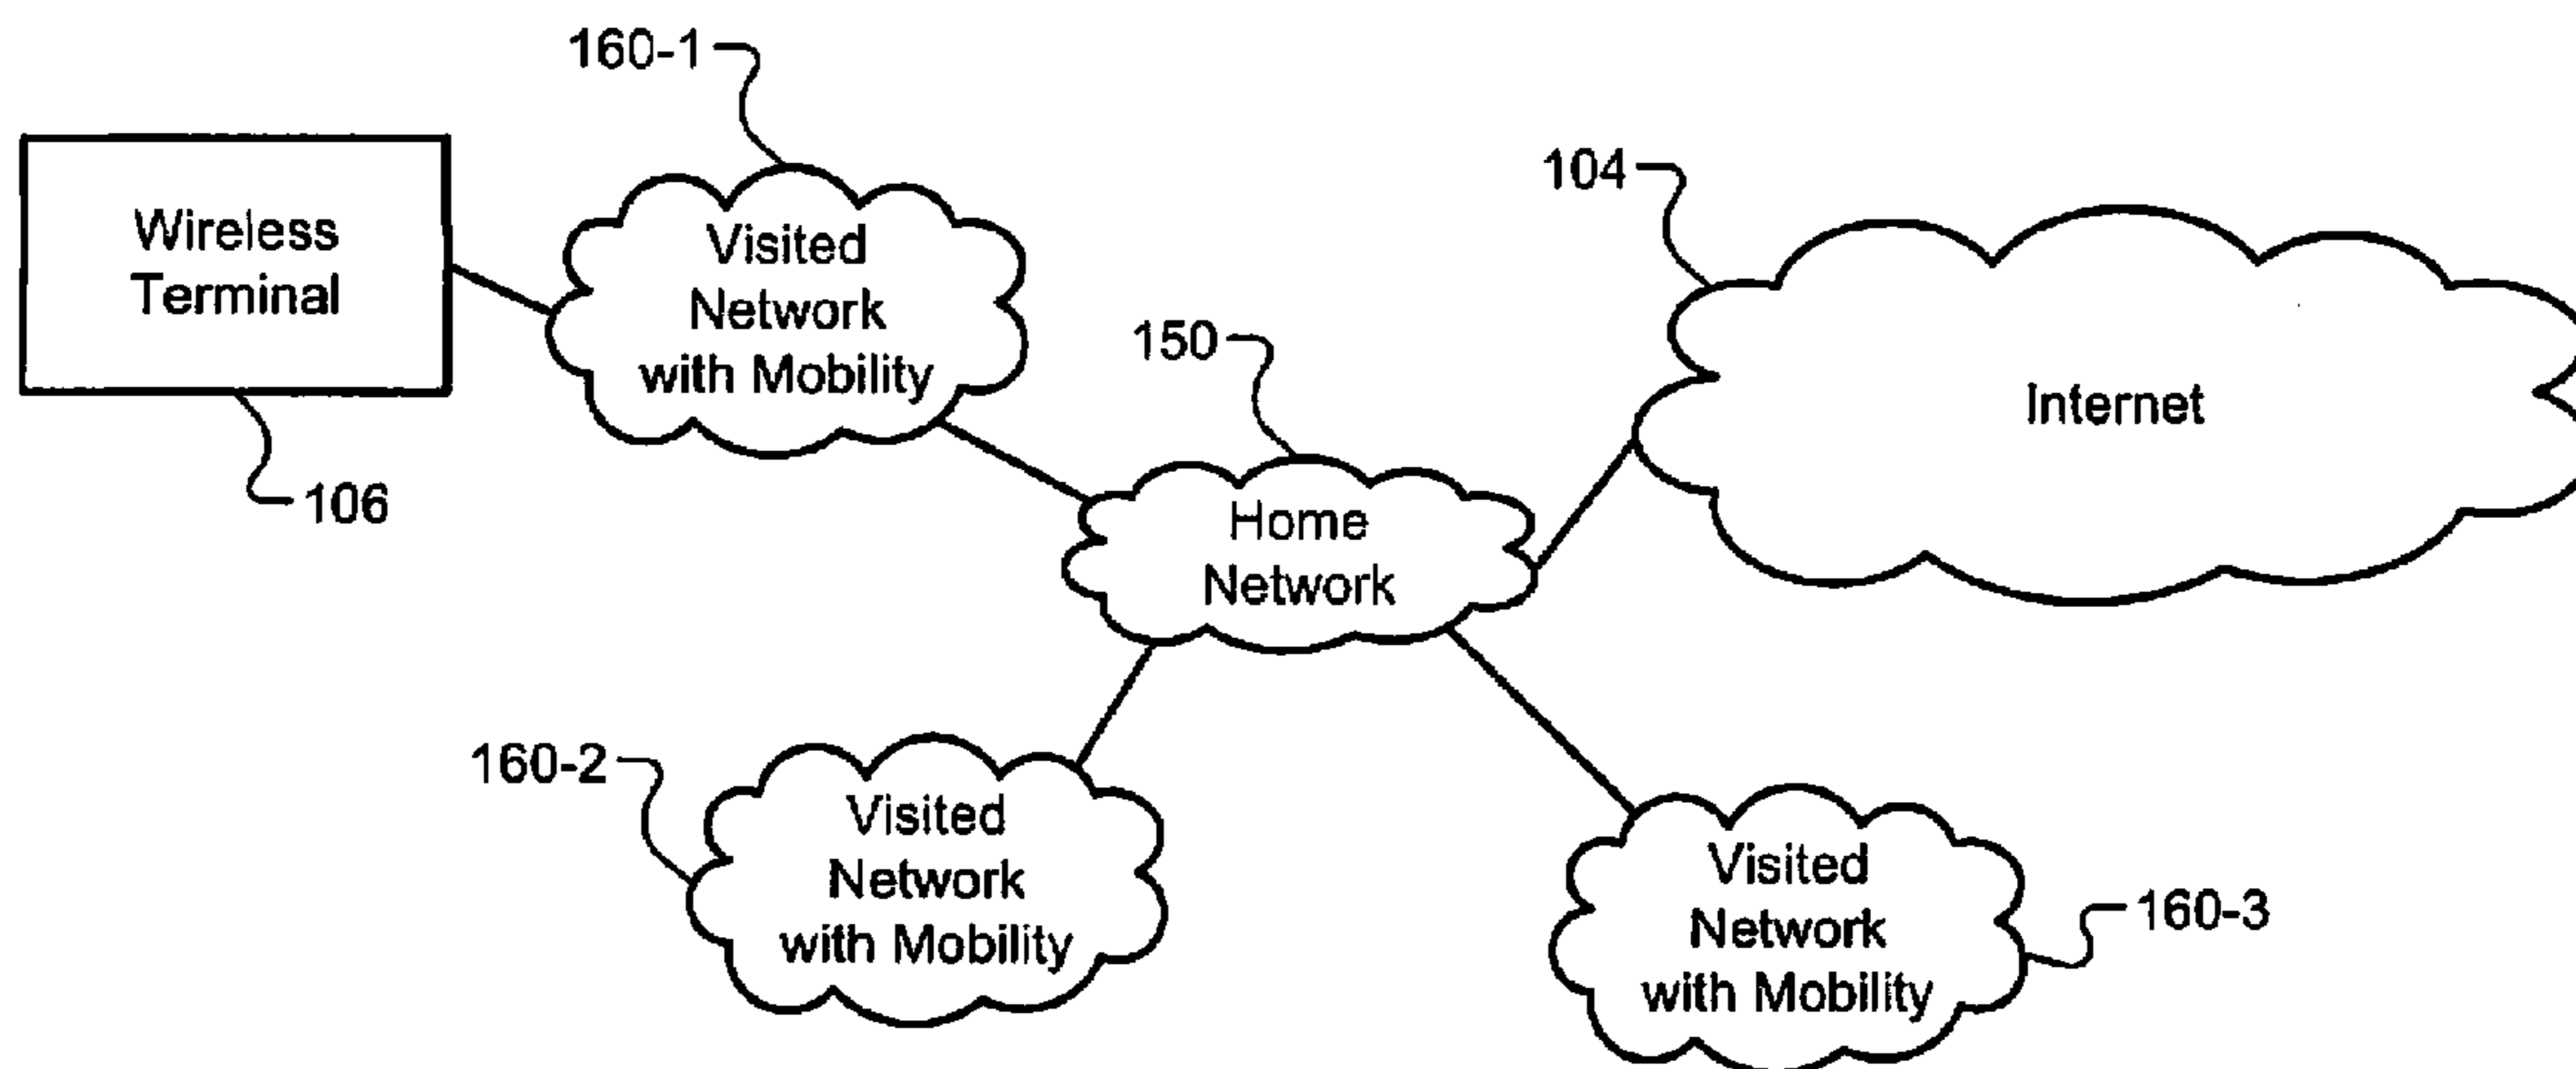 160-1
Wireless
Terminal
106
Visited
Network
with Mobility
104
Internet
150
Home
Network
160-2
Visited
Network
with Mobility
Visited
Network
with Mobility
160-3